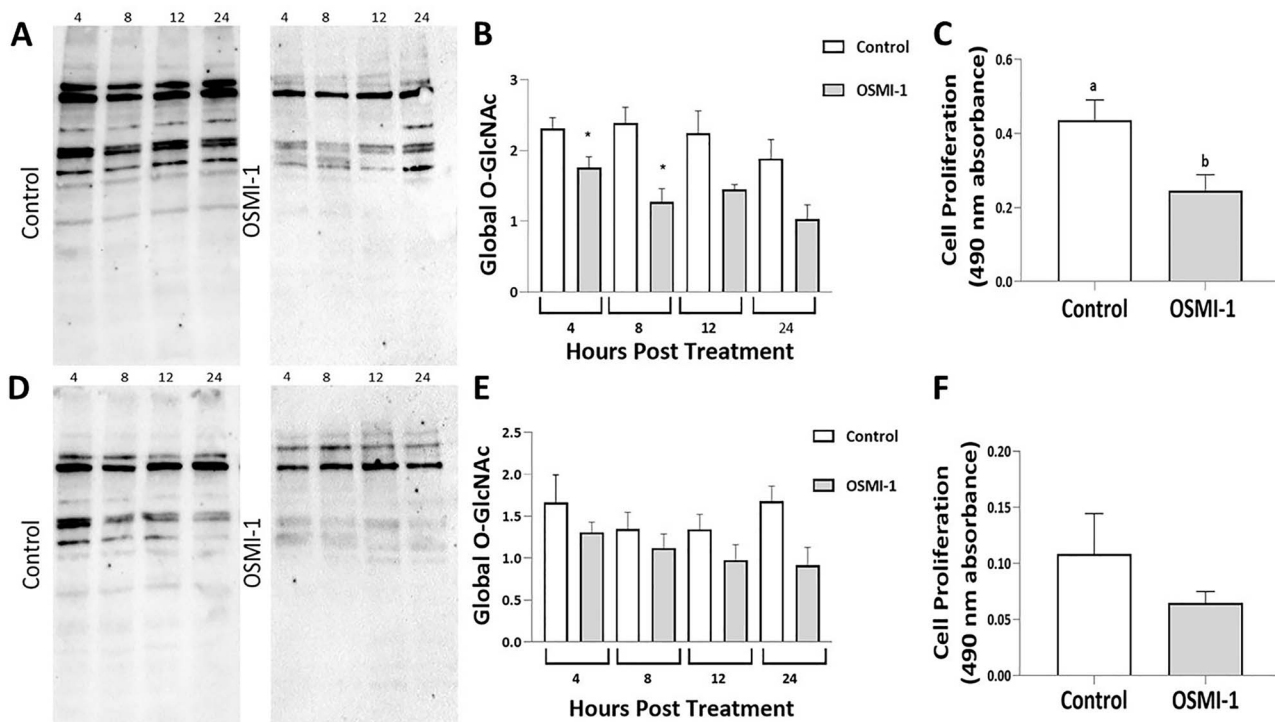 A
4 8 12 24
4 8 12 24
Control
OSMI-1
B
Control
OSMI-1
Global O-GlcNAc
3
2
1
0
*
*
4 8 12 24
Hours Post Treatment
C
Cell Proliferation
(490 nm absorbance)
0.6
0.4
0.2
0.0
a
b
Control OSMI-1
D
4 8 12 24
4 8 12 24
Control
OSMI-1
E
Control
OSMI-1
Global O-GlcNAc
2.5
2.0
1.5
1.0
0.5
0.0
4 8 12 24
Hours Post Treatment
F
Cell Proliferation
(490 nm absorbance)
0.20
0.15
0.10
0.05
0.00
Control OSMI-1